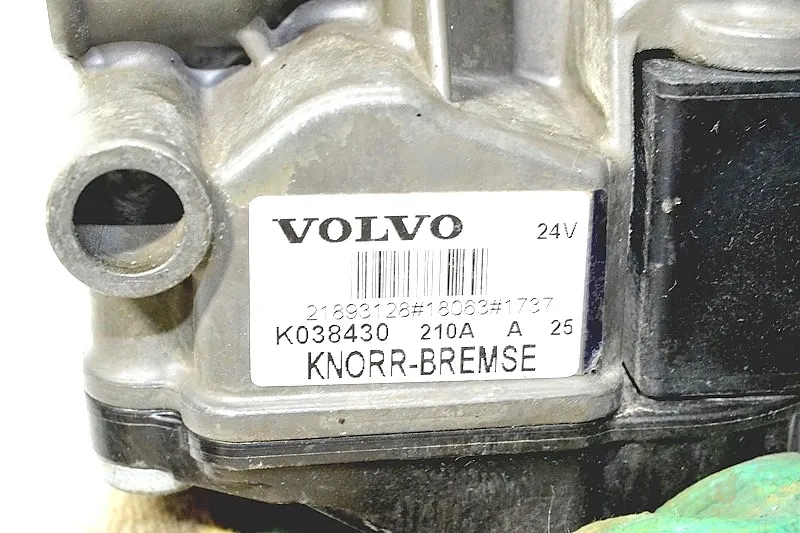 VOLVO 24V
21893128#18063#1737
K038430 210A A 25
KNORR-BREMSE